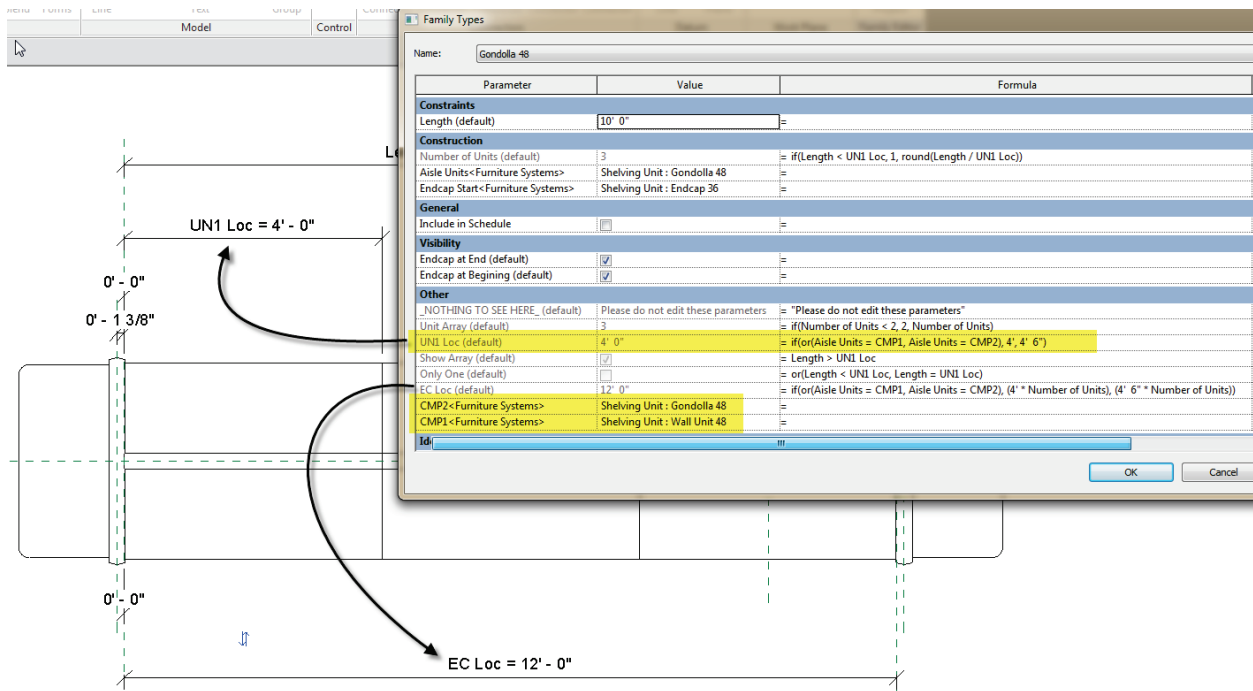 Line Text Group
Model Control
Family Types
Name: Gondolla 48
Parameter Value Formula
Constraints
Length (default) 10' 0" =
Construction
Number of Units (default) 3 = if(Length < UN1 Loc, 1, round(Length / UN1 Loc))
Aisle Units<Furniture Systems> Shelving Unit : Gondolla 48 =
Endcap Start<Furniture Systems> Shelving Unit : Endcap 36 =
General
Include in Schedule =
Visibility
Endcap at End (default) =
Endcap at Begining (default) =
Other
_NOTHING TO SEE HERE_ (default) Please do not edit these parameters = "Please do not edit these parameters"
Unit Array (default) 3 = if(Number of Units < 2, 2, Number of Units)
UN1 Loc (default) 4' 0" = if(or(Aisle Units = CMP1, Aisle Units = CMP2), 4', 4' 6")
Show Array (default) = Length > UN1 Loc
Only One (default) = or(Length < UN1 Loc, Length = UN1 Loc)
EC Loc (default) 12' 0" = if(or(Aisle Units = CMP1, Aisle Units = CMP2), (4' * Number of Units), (4' 6" * Number of Units))
CMP2<Furniture Systems> Shelving Unit : Gondolla 48 =
CMP1<Furniture Systems> Shelving Unit : Wall Unit 48 =
OK Cancel
UN1 Loc = 4' - 0"
0' - 0"
0' - 1 3/8"
0' - 0"
EC Loc = 12' - 0"